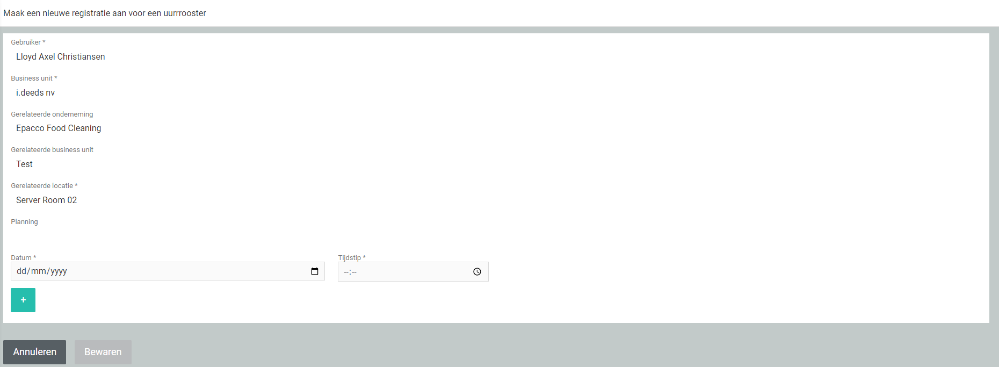 Maak een nieuwe registratie aan voor een uurrrooster
Gebruiker *
Lloyd Axel Christiansen
Business unit *
i.deeds nv
Gerelateerde onderneming
Epacco Food Cleaning
Gerelateerde business unit
Test
Gerelateerde locatie *
Server Room 02
Planning
Datum *
Tijdstip *
dd/mm/yyyy
--:--
+
Annuleren
Bewaren